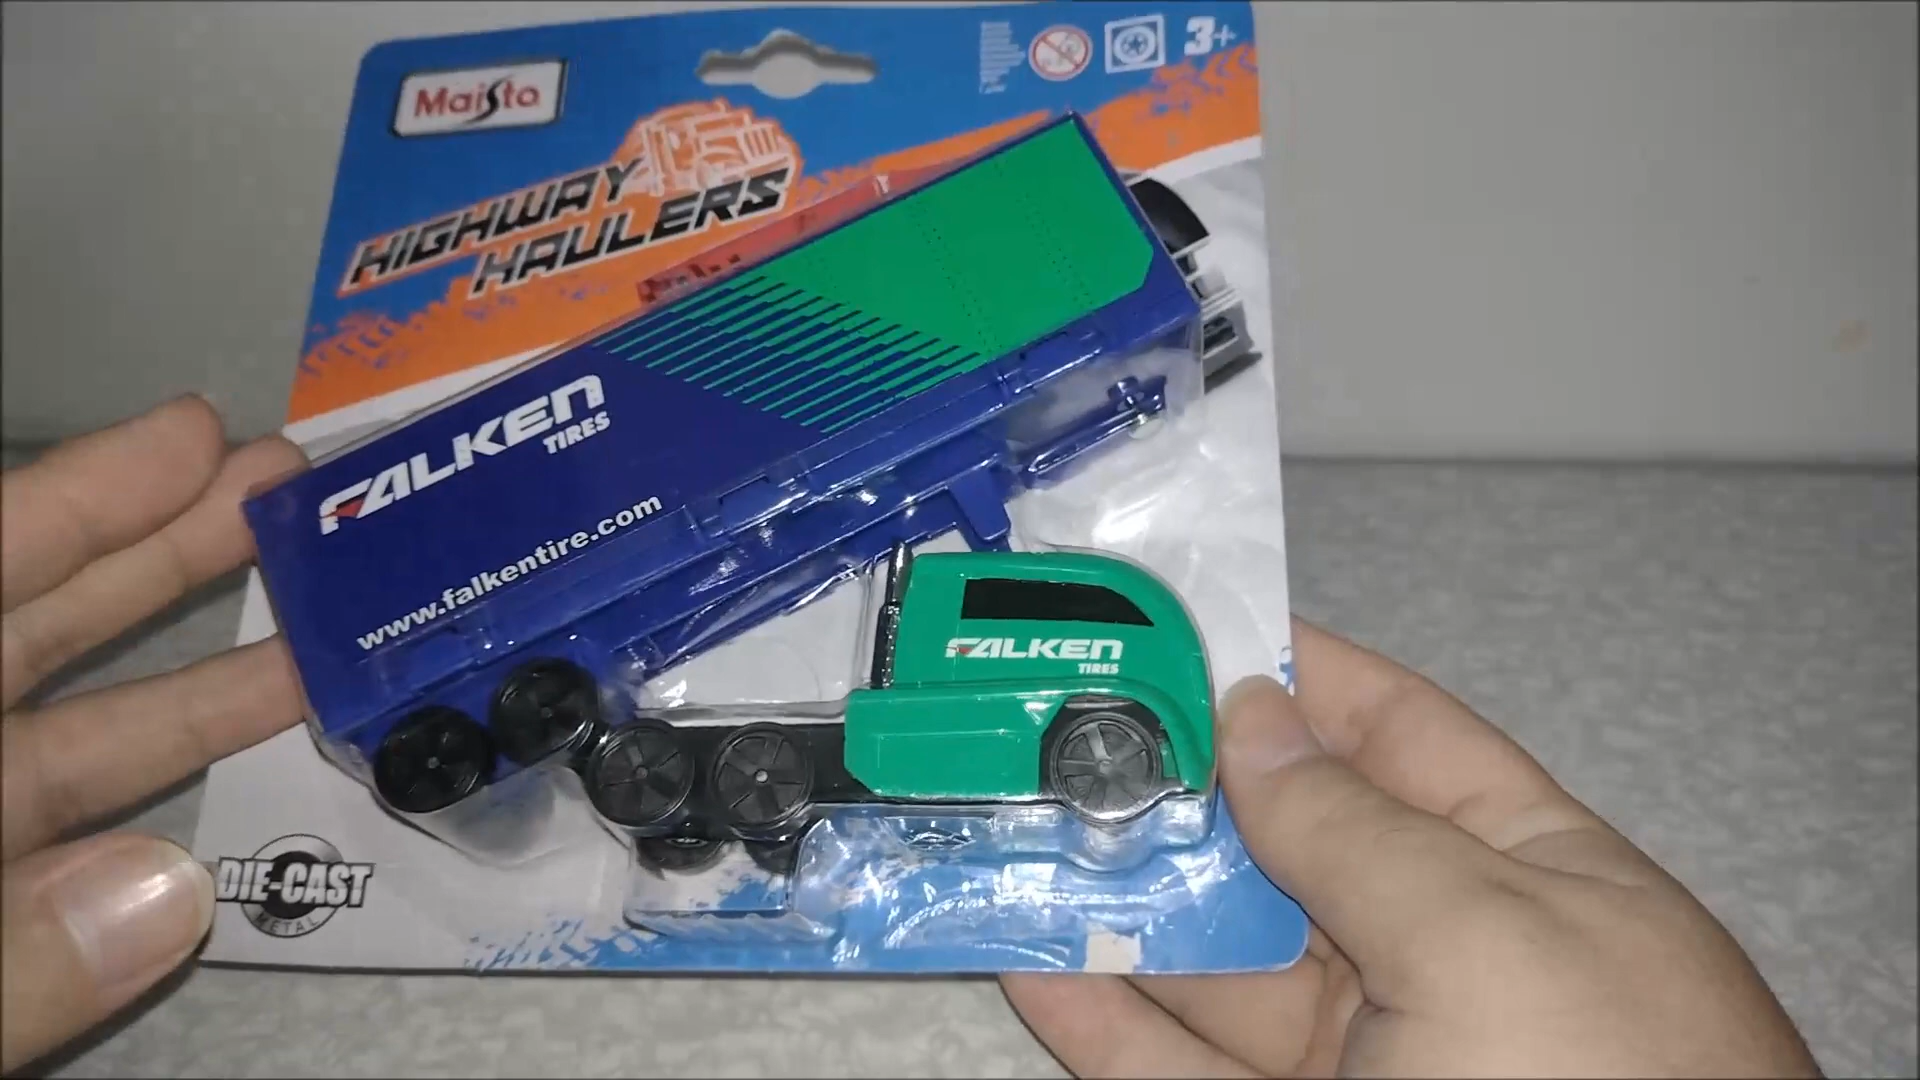 Maisto
3+
HIGHWAY
HAULERS
FALKEN
TIRES
www.falkentire.com
FALKEN
TIRES
DIE-CAST
METAL